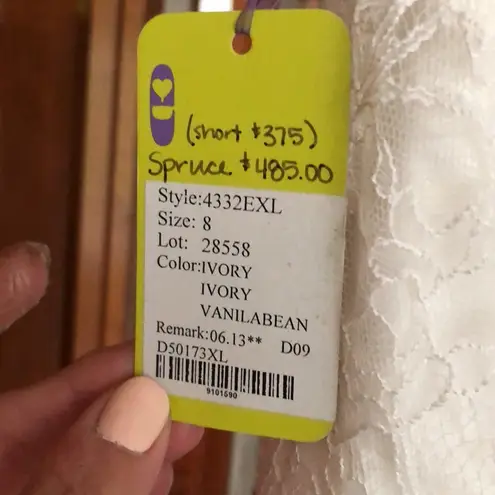 (short $375)
Spruce $485.00
Style:4332EXL
Size: 8
Lot: 28558
Color:IVORY
IVORY
VANILABEAN
Remark:06.13** D09
D50173XL
9101590